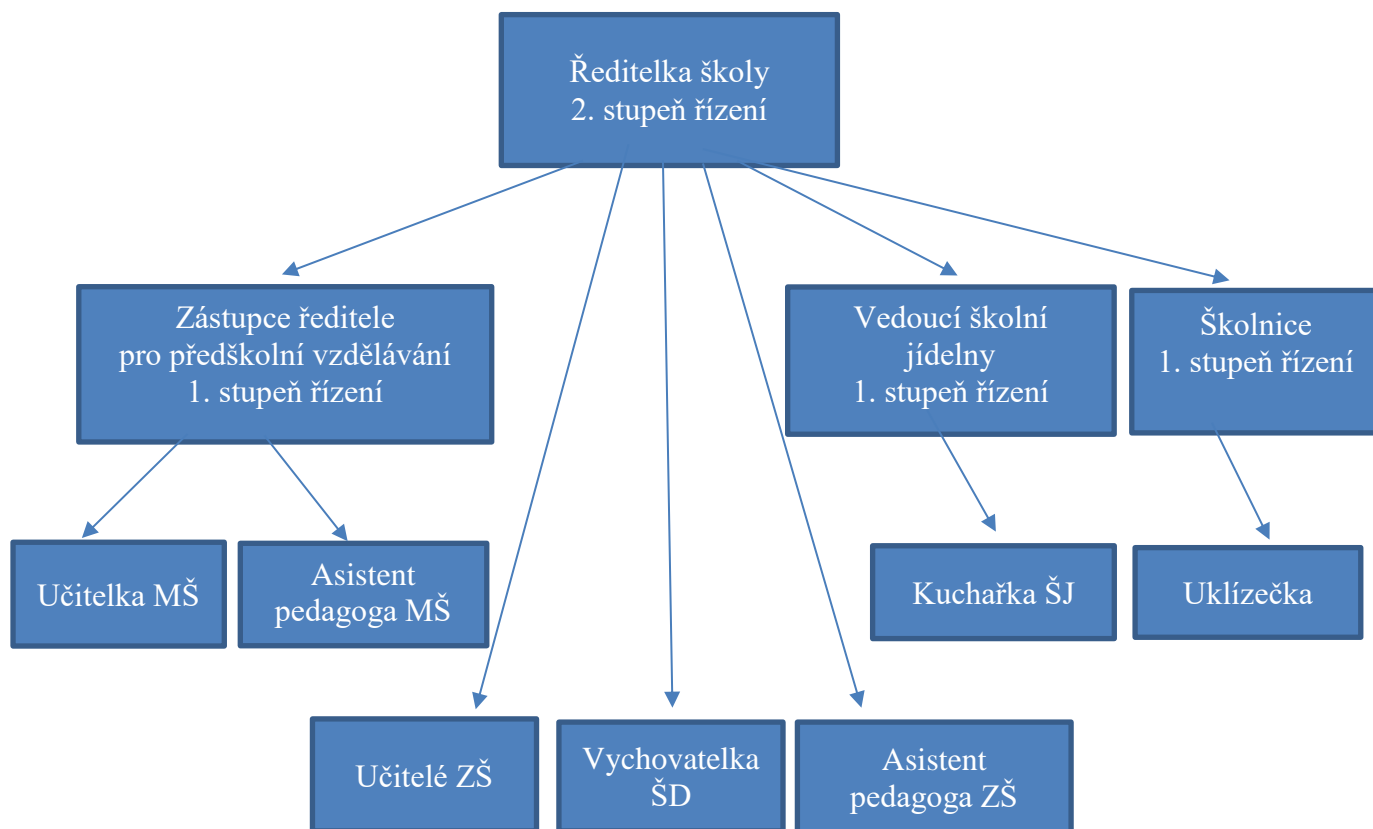 Ředitelka školy
2. stupeň řízení
Zástupce ředitele
pro předškolní vzdělávání
1. stupeň řízení
Vedoucí školní
jídelny
1. stupeň řízení
Školnice
1. stupeň řízení
Učitelka MŠ
Asistent
pedagoga MŠ
Kuchařka ŠJ
Uklízečka
Učitelé ZŠ
Vychovatelka
ŠD
Asistent
pedagoga ZŠ